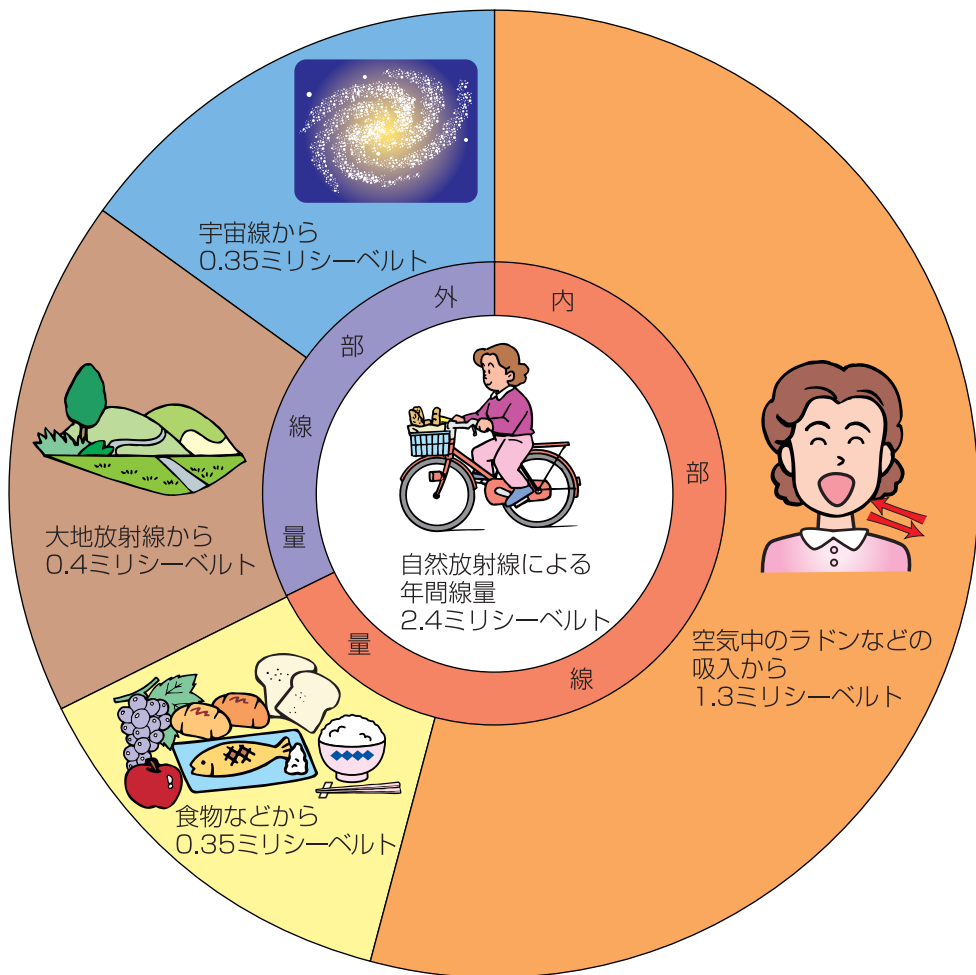 宇宙線から
0.35ミリシーベルト
外部線量
内部線量
大地放射線から
0.4ミリシーベルト
自然放射線による
年間線量
2.4ミリシーベルト
空気中のラドンなどの
吸入から
1.3ミリシーベルト
食物などから
0.35ミリシーベルト